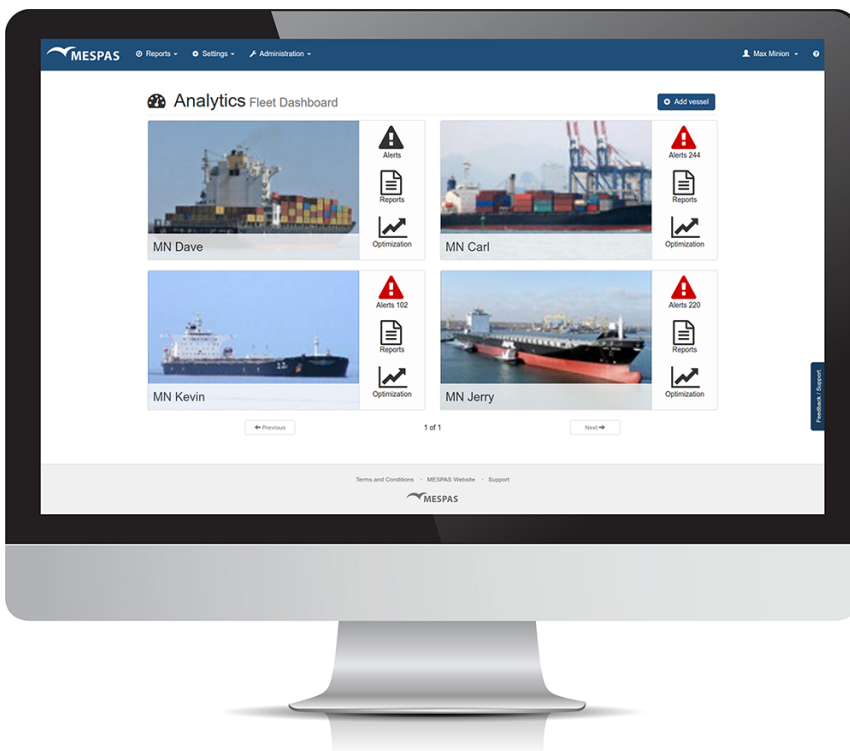 MESPAS Reports Settings Administration Max Minion
Analytics Fleet Dashboard Add vessel
Alerts
Reports
Optimization
MN Dave
Alerts 244
Reports
Optimization
MN Carl
Alerts 102
Reports
Optimization
MN Kevin
Alerts 220
Reports
Optimization
MN Jerry
Feedback / Support
Previous 1 of 1 Next
Terms and Conditions · MESPAS Website · Support
MESPAS